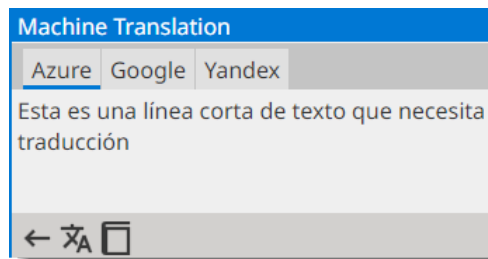 Machine Translation
Azure Google Yandex
Esta es una línea corta de texto que necesita
traducción